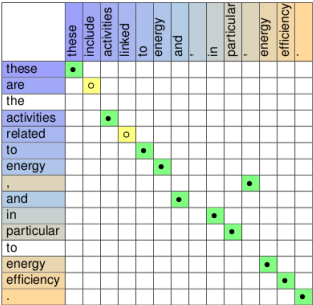 these
include
activities
linked
to
energy
and
,
in
particular
,
energy
efficiency
.
these
are
the
activities
related
to
energy
,
and
in
particular
to
energy
efficiency
.